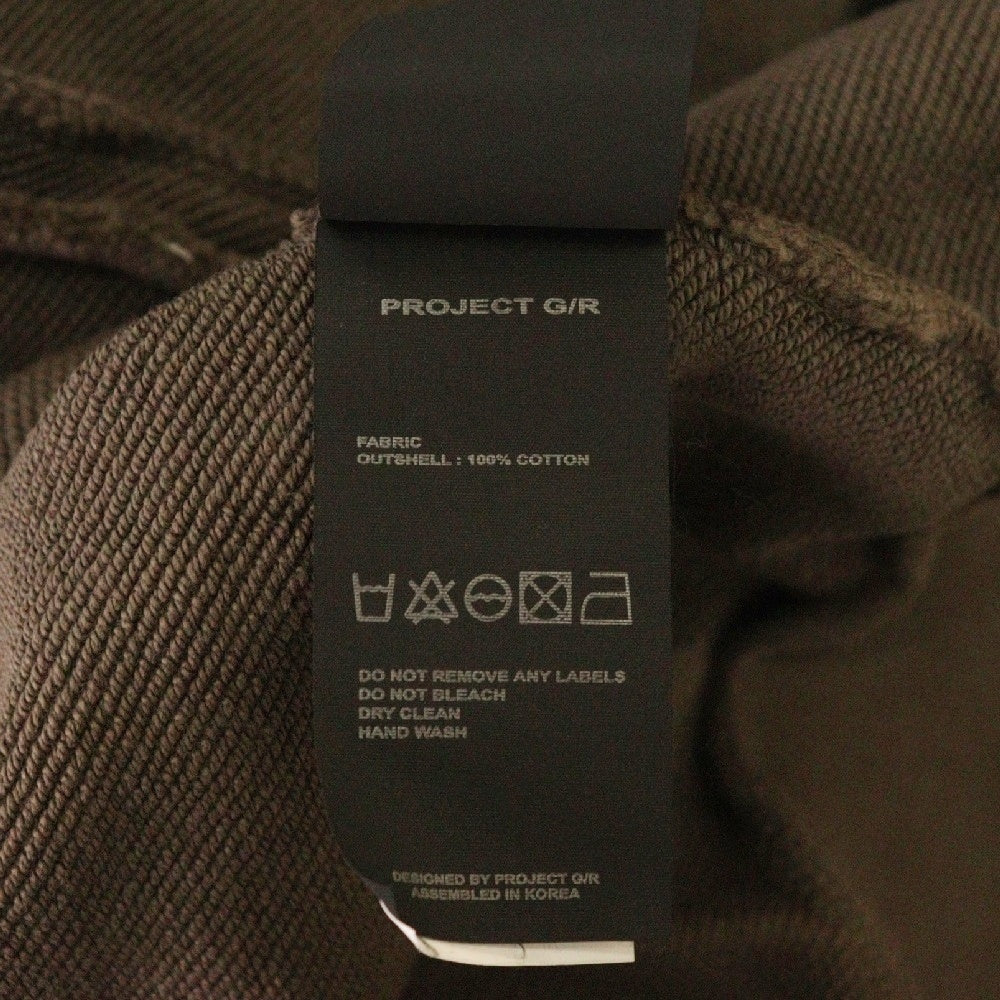 PROJECT G/R
FABRIC
OUTSHELL : 100% COTTON
DO NOT REMOVE ANY LABELS
DO NOT BLEACH
DRY CLEAN
HAND WASH
DESIGNED BY PROJECT G/R
ASSEMBLED IN KOREA